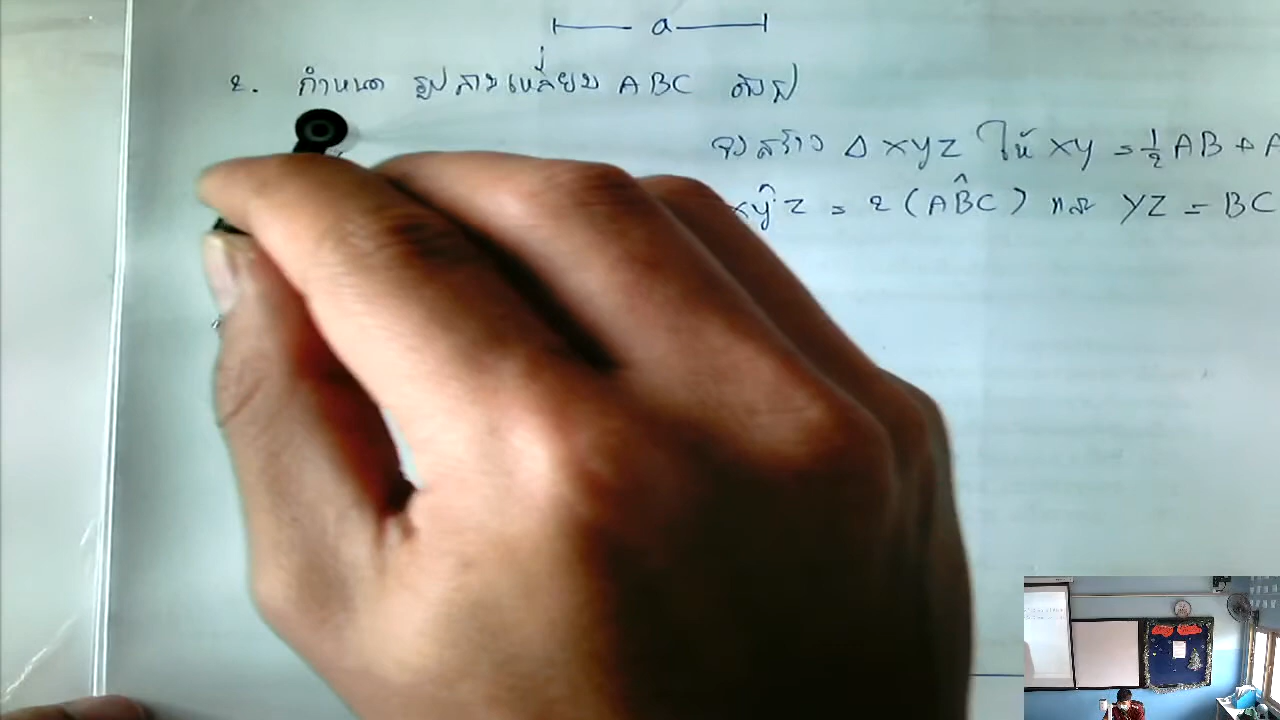 a
2. กำหนด รูปสามเหลี่ยม ABC ดังรูป
จงสร้าง Δ XYZ ให้ XY = ½ AB + A
XŶZ = 2 (AB̂C) และ YZ = BC